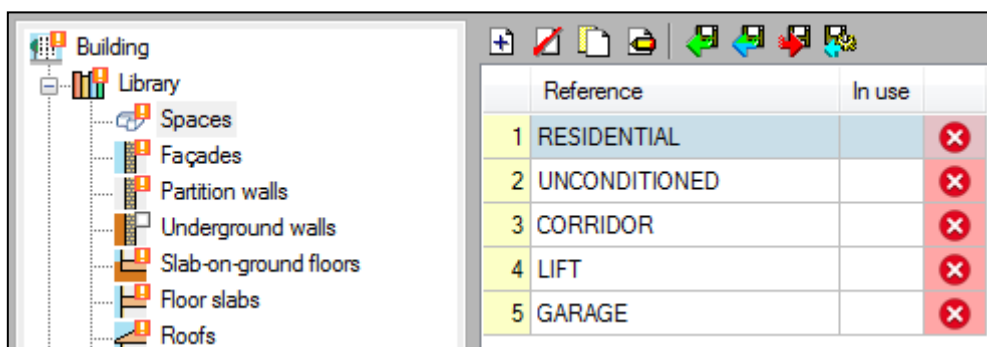 Building
Library
Spaces
Façades
Partition walls
Underground walls
Slab-on-ground floors
Floor slabs
Roofs
Reference In use
1 RESIDENTIAL
2 UNCONDITIONED
3 CORRIDOR
4 LIFT
5 GARAGE